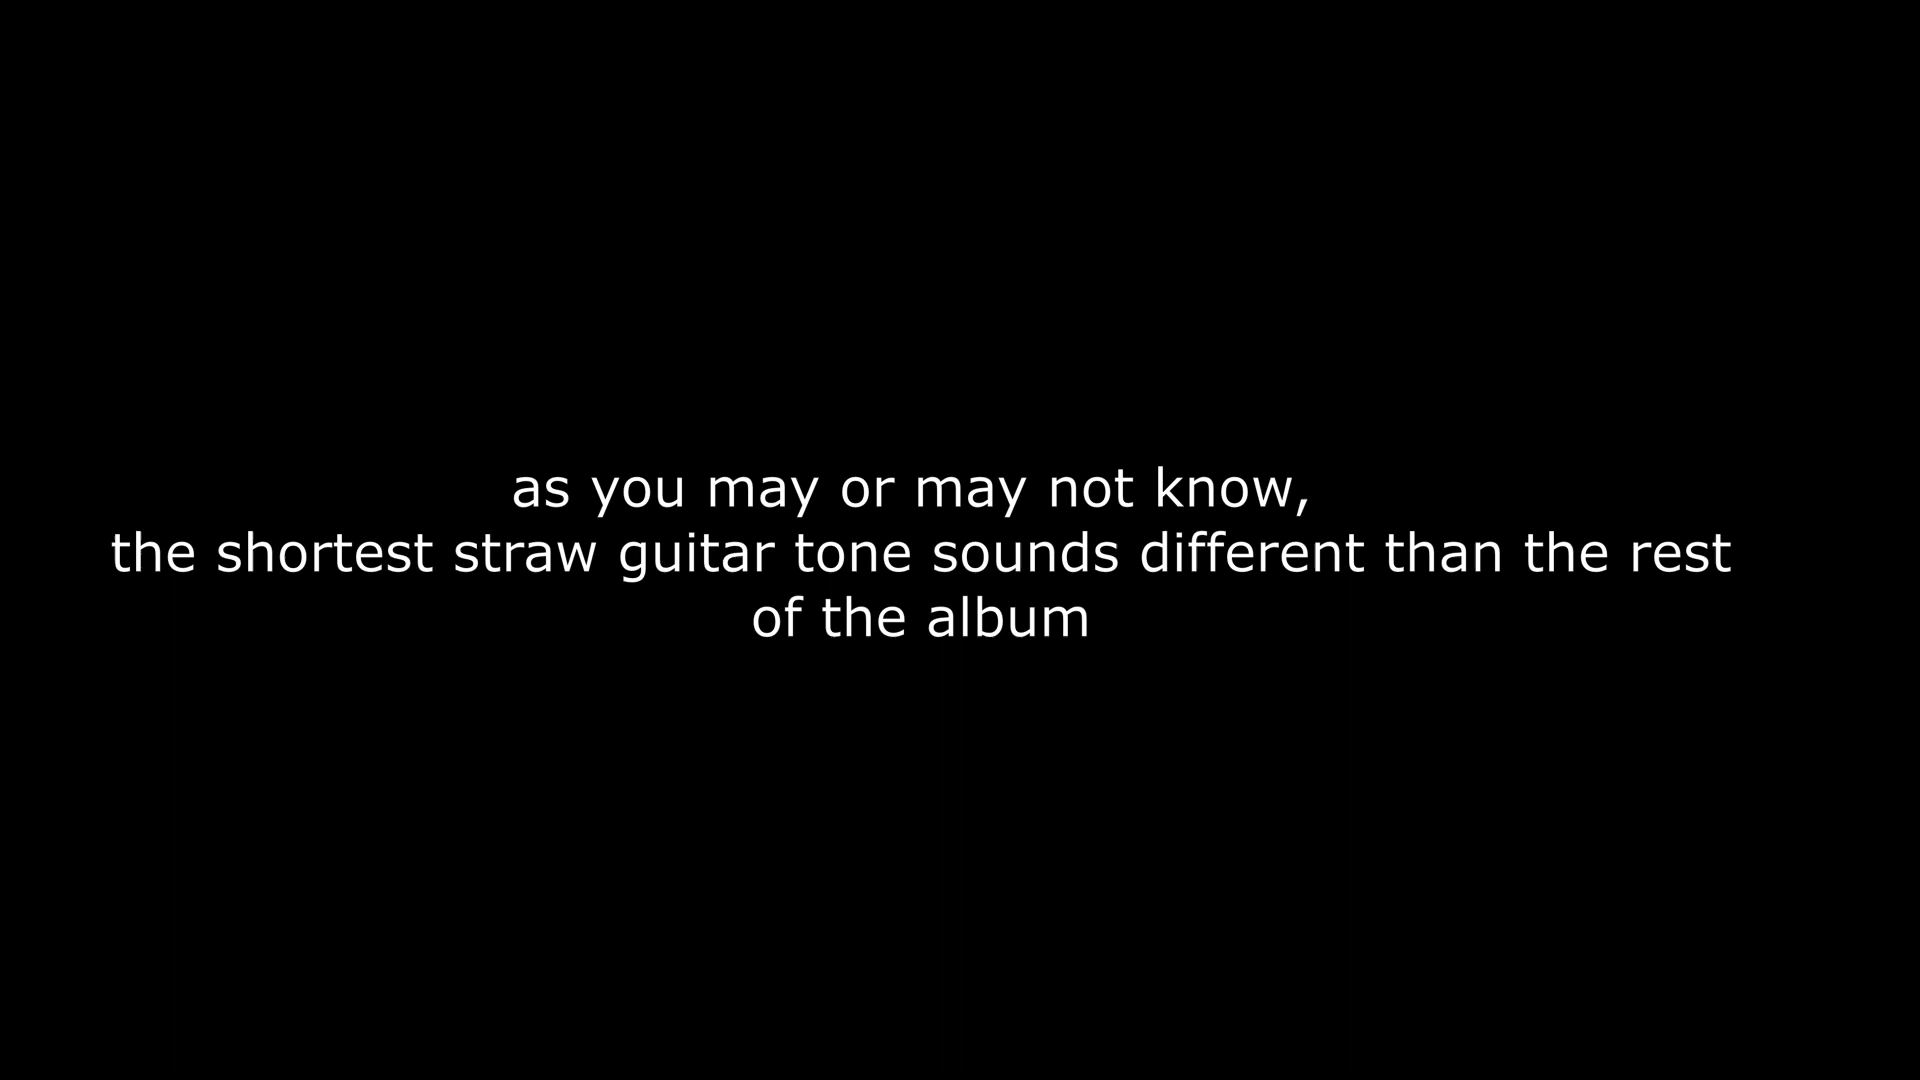 as you may or may not know,
the shortest straw guitar tone sounds different than the rest
of the album